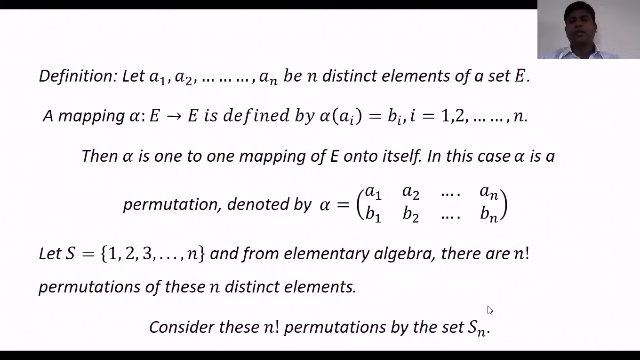 Definition: Let a₁, a₂, ... ... ..., aₙ be n distinct elements of a set E.
A mapping α: E → E is defined by α(aᵢ) = bᵢ, i = 1,2, ... ..., n.
Then α is one to one mapping of E onto itself. In this case α is a
permutation, denoted by α = (a₁ a₂ .... aₙ
b₁ b₂ .... bₙ)
Let S = {1, 2, 3, ..., n} and from elementary algebra, there are n!
permutations of these n distinct elements.
Consider these n! permutations by the set Sₙ.